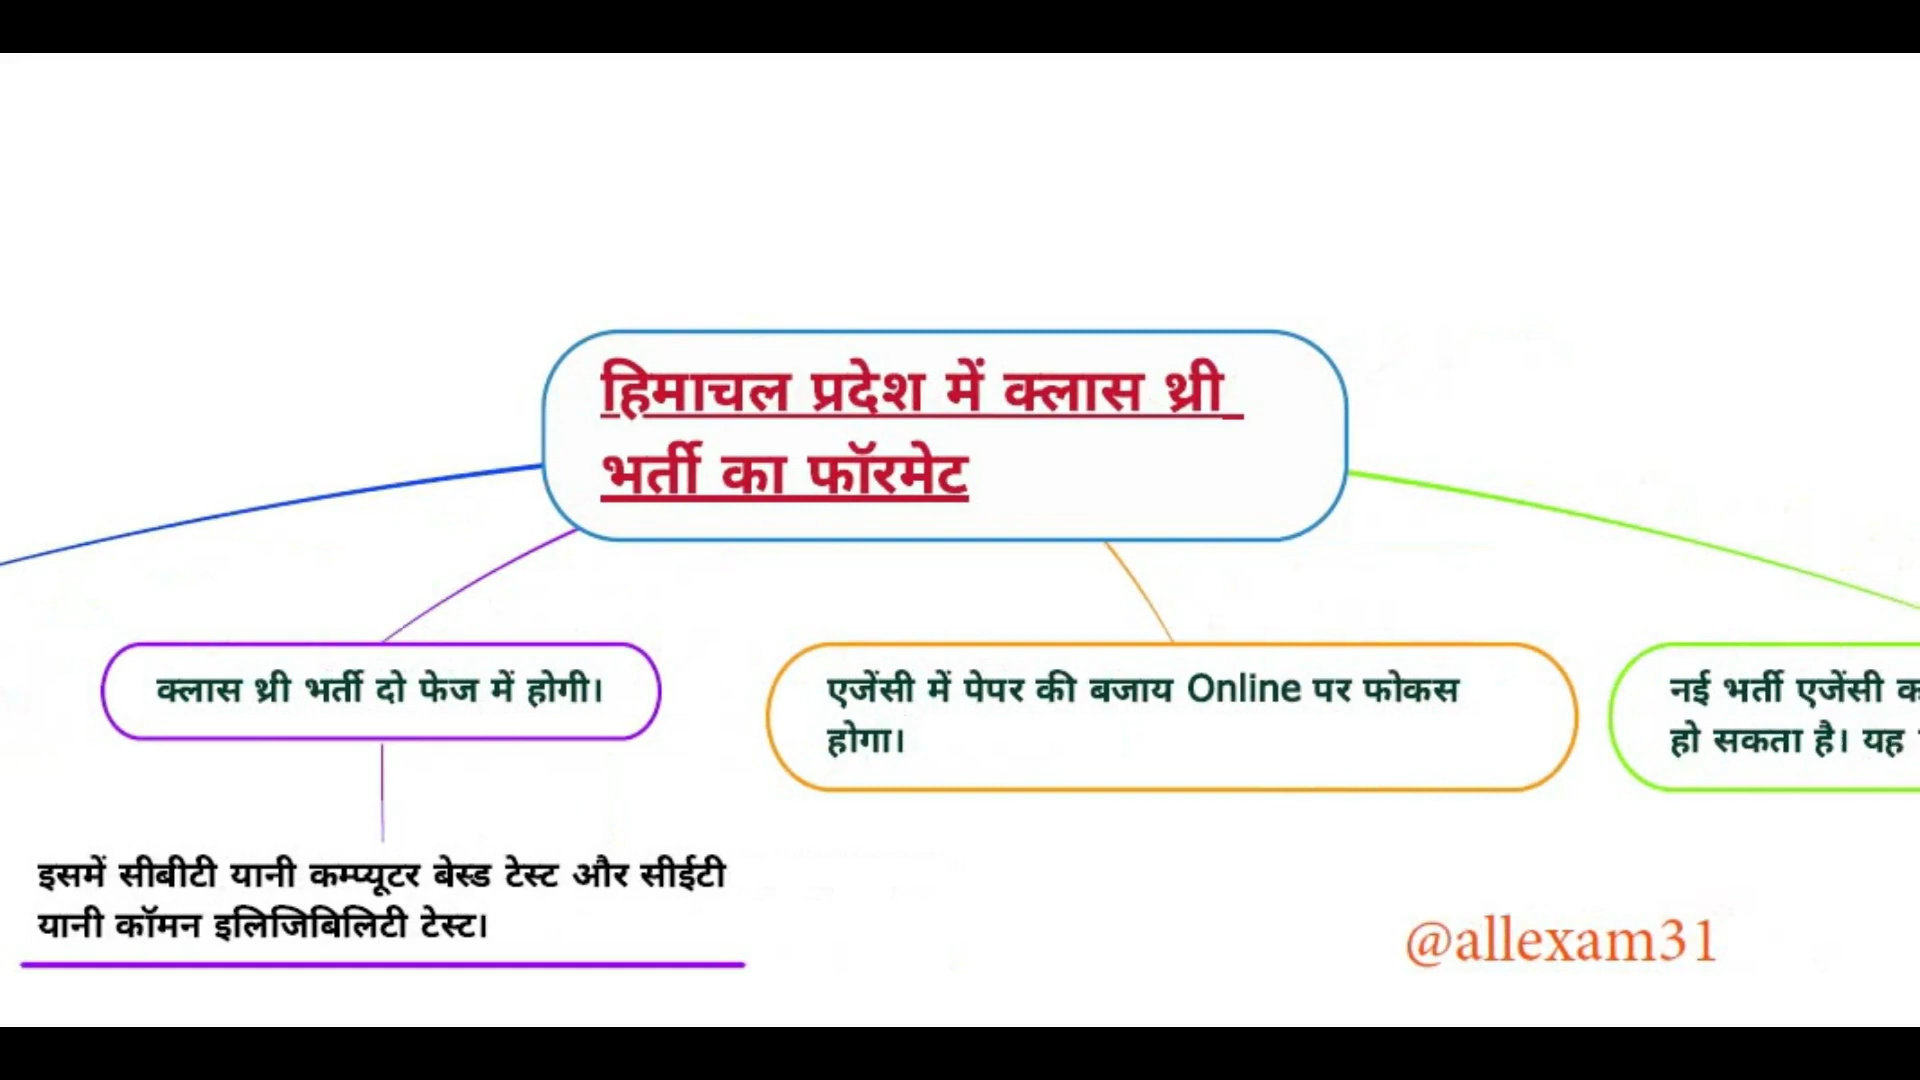 हिमाचल प्रदेश में क्लास थ्री
भर्ती का फॉरमेट
क्लास थ्री भर्ती दो फेज में होगी।
एजेंसी में पेपर की बजाय Online पर फोकस
होगा।
नई भर्ती एजेंसी
हो सकता है। यह
इसमें सीबीटी यानी कम्प्यूटर बेस्ड टेस्ट और सीईटी
यानी कॉमन इलिजिबिलिटी टेस्ट।
@allexam31